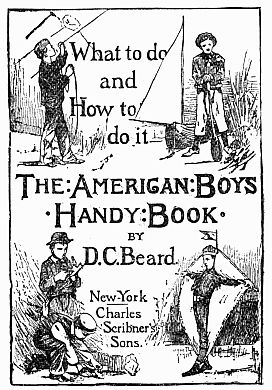 What to do
and
How to
do it
THE:AMERICAN:BOYS
·HANDY:BOOK·
BY
D.C.Beard.
New-York
Charles
Scribner's
Sons.